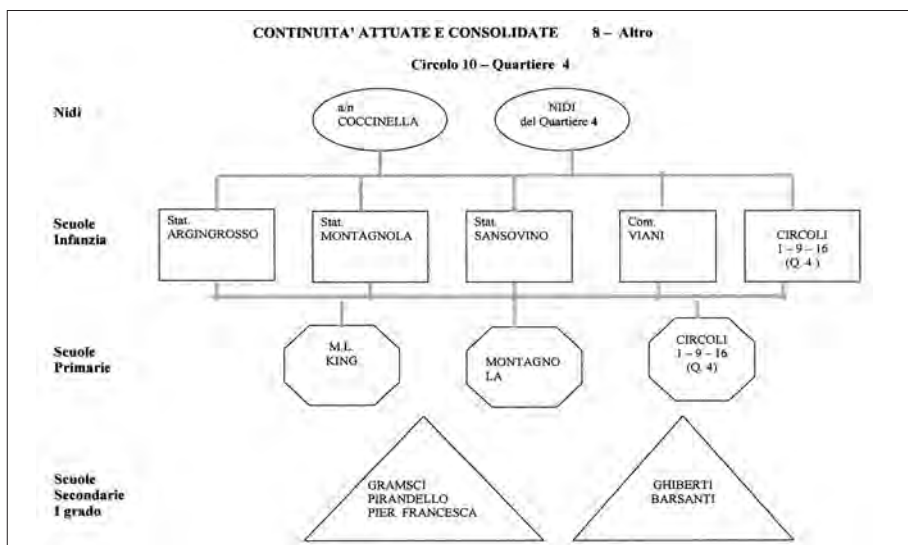 CONTINUITA' ATTUATE E CONSOLIDATE 8 – Altro
Circolo 10 – Quartiere 4
Nidi
a/n
COCCINELLA
NIDI
del Quartiere 4
Scuole
Infanzia
Stat.
ARGINGROSSO
Stat.
MONTAGNOLA
Stat.
SANSOVINO
Com.
VIANI
CIRCOLI
1 – 9 – 16
(Q. 4 )
Scuole
Primarie
M.L.
KING
MONTAGNO
LA
CIRCOLI
1 – 9 – 16
(Q. 4)
Scuole
Secondarie
I grado
GRAMSCI
PIRANDELLO
PIER FRANCESCA
GHIBERTI
BARSANTI